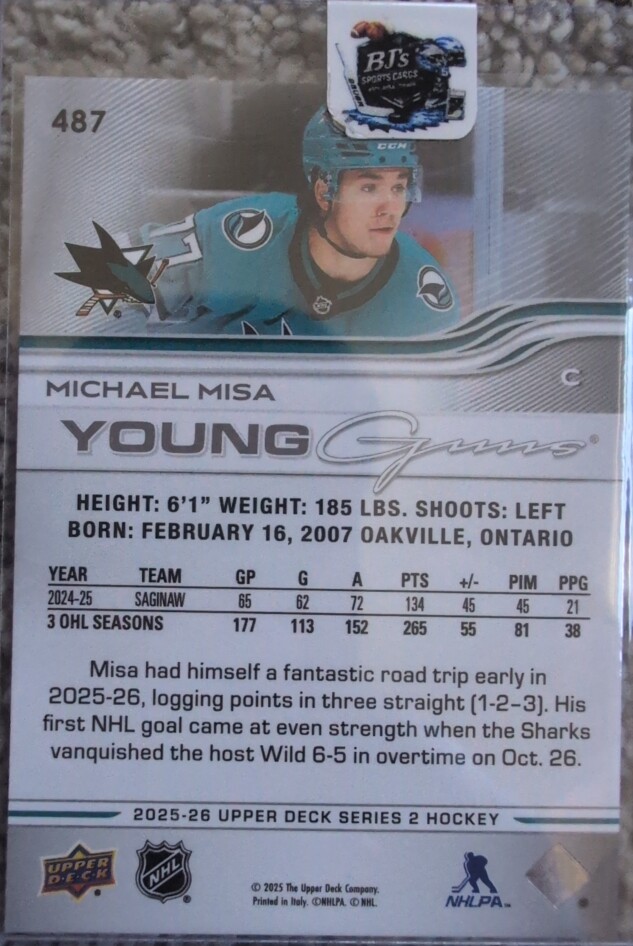 BJ's
SPORTS CARDS
487
CCM
MICHAEL MISA
C
YOUNG Guns®
HEIGHT: 6'1" WEIGHT: 185 LBS. SHOOTS: LEFT
BORN: FEBRUARY 16, 2007 OAKVILLE, ONTARIO
YEAR TEAM GP G A PTS +/- PIM PPG
2024-25 SAGINAW 65 62 72 134 45 45 21
3 OHL SEASONS 177 113 152 265 55 81 38
Misa had himself a fantastic road trip early in
2025-26, logging points in three straight (1-2–3). His
first NHL goal came at even strength when the Sharks
vanquished the host Wild 6-5 in overtime on Oct. 26.
2025-26 UPPER DECK SERIES 2 HOCKEY
UPPER
D·E·C·K
NHL
© 2025 The Upper Deck Company.
Printed in Italy. ©NHLPA. © NHL.
NHLPA™